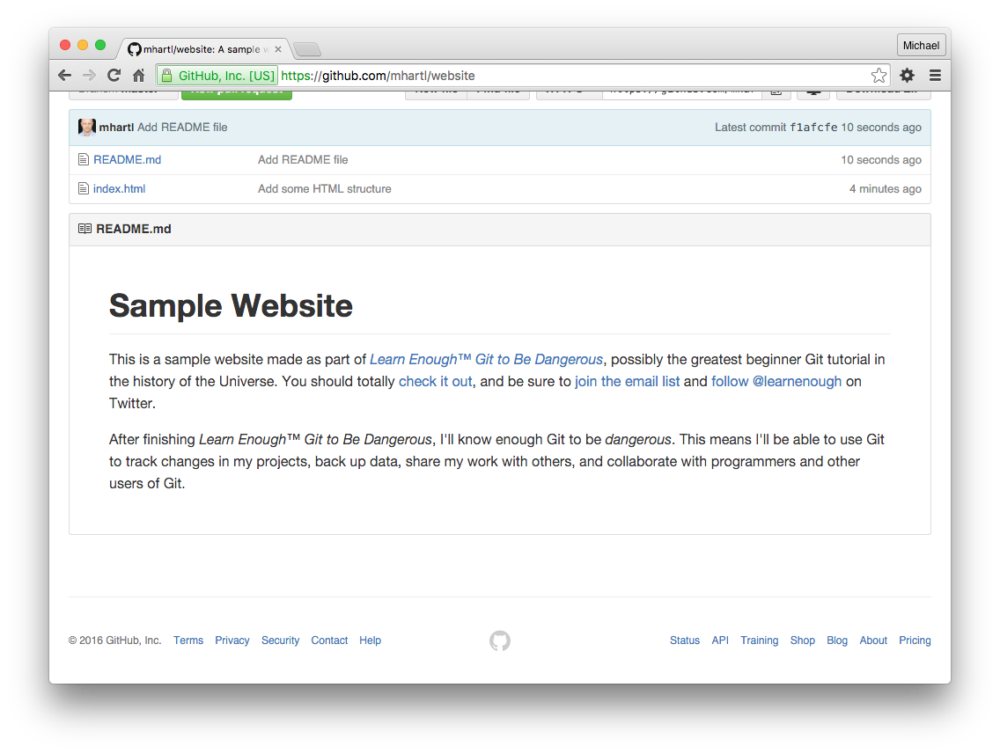 mhartl/website: A sample
Michael
GitHub, Inc. [US] https://github.com/mhartl/website
mhartl Add README file Latest commit f1afcfe 10 seconds ago
README.md Add README file 10 seconds ago
index.html Add some HTML structure 4 minutes ago
README.md
Sample Website
This is a sample website made as part of Learn Enough™ Git to Be Dangerous, possibly the greatest beginner Git tutorial in
the history of the Universe. You should totally check it out, and be sure to join the email list and follow @learnenough on
Twitter.
After finishing Learn Enough™ Git to Be Dangerous, I'll know enough Git to be dangerous. This means I'll be able to use Git
to track changes in my projects, back up data, share my work with others, and collaborate with programmers and other
users of Git.
© 2016 GitHub, Inc. Terms Privacy Security Contact Help Status API Training Shop Blog About Pricing